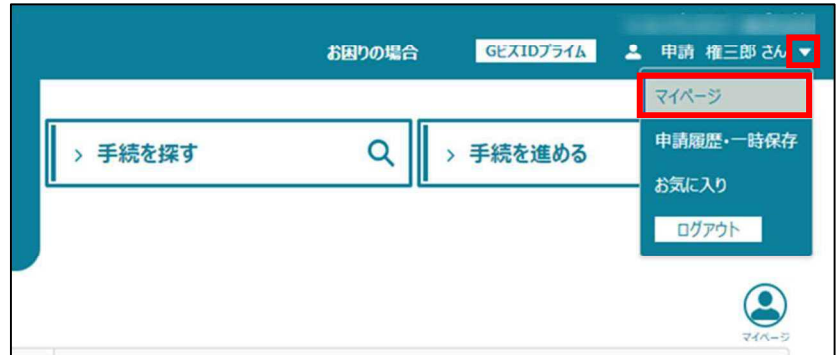 お困りの場合
GビズIDプライム
申請 権三郎 さん
マイページ
申請履歴・一時保存
お気に入り
ログアウト
手続を探す
手続を進める
マイページ